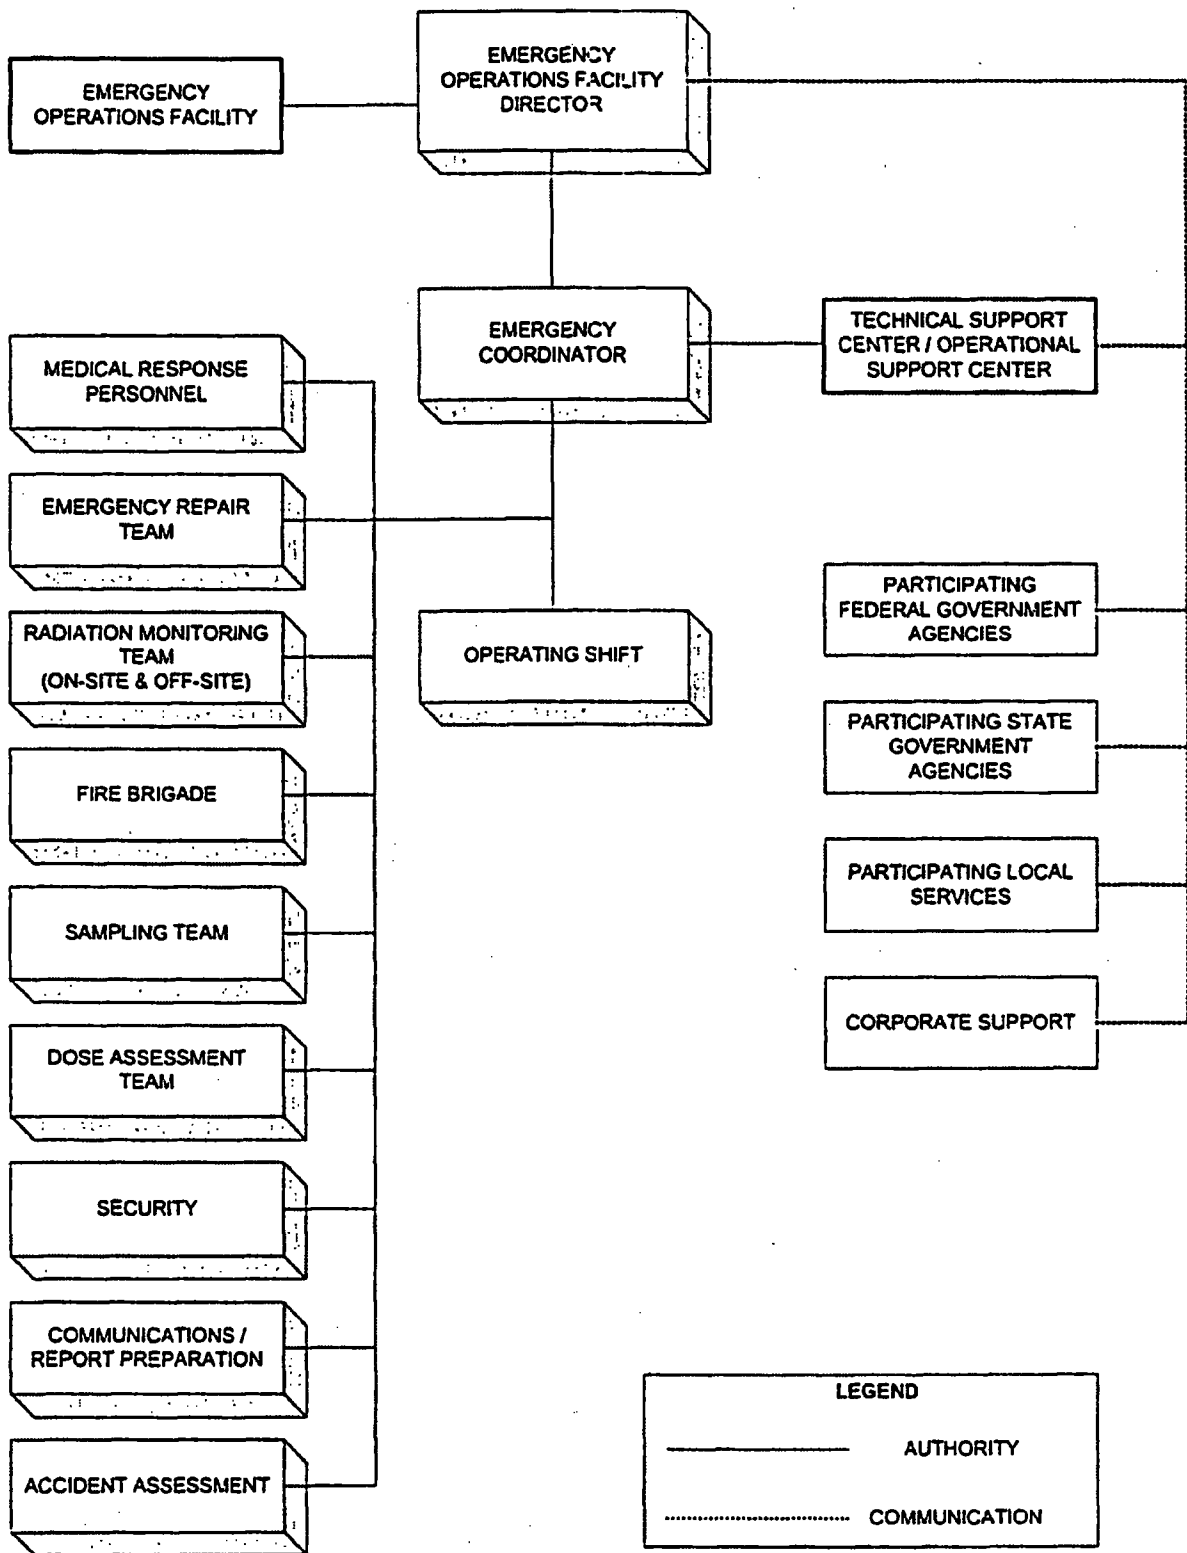 EMERGENCY
OPERATIONS FACILITY
EMERGENCY
OPERATIONS FACILITY
DIRECTOR
EMERGENCY
COORDINATOR
TECHNICAL SUPPORT
CENTER / OPERATIONAL
SUPPORT CENTER
MEDICAL RESPONSE
PERSONNEL
EMERGENCY REPAIR
TEAM
RADIATION MONITORING
TEAM
(ON-SITE & OFF-SITE)
OPERATING SHIFT
PARTICIPATING
FEDERAL GOVERNMENT
AGENCIES
FIRE BRIGADE
PARTICIPATING STATE
GOVERNMENT
AGENCIES
SAMPLING TEAM
PARTICIPATING LOCAL
SERVICES
DOSE ASSESSMENT
TEAM
CORPORATE SUPPORT
SECURITY
COMMUNICATIONS /
REPORT PREPARATION
ACCIDENT ASSESSMENT
LEGEND
AUTHORITY
COMMUNICATION